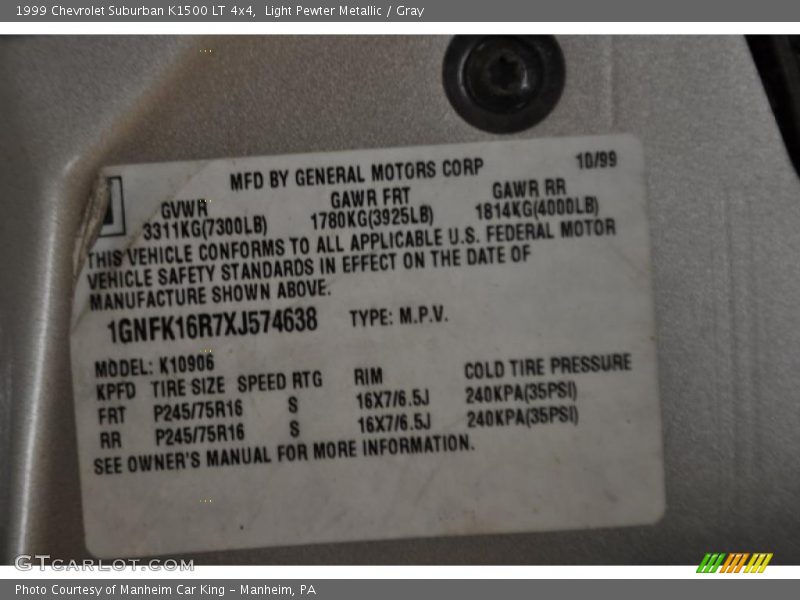 1999 Chevrolet Suburban K1500 LT 4x4, Light Pewter Metallic / Gray
MFD BY GENERAL MOTORS CORP 10/99
GVWR GAWR FRT GAWR RR
3311KG(7300LB) 1780KG(3925LB) 1814KG(4000LB)
THIS VEHICLE CONFORMS TO ALL APPLICABLE U.S. FEDERAL MOTOR
VEHICLE SAFETY STANDARDS IN EFFECT ON THE DATE OF
MANUFACTURE SHOWN ABOVE.
1GNFK16R7XJ574638 TYPE: M.P.V.
MODEL: K10906
KPFD TIRE SIZE SPEED RTG RIM COLD TIRE PRESSURE
FRT P245/75R16 S 16X7/6.5J 240KPA(35PSI)
RR P245/75R16 S 16X7/6.5J 240KPA(35PSI)
SEE OWNER'S MANUAL FOR MORE INFORMATION.
GTCARLOT.COM
Photo Courtesy of Manheim Car King - Manheim, PA